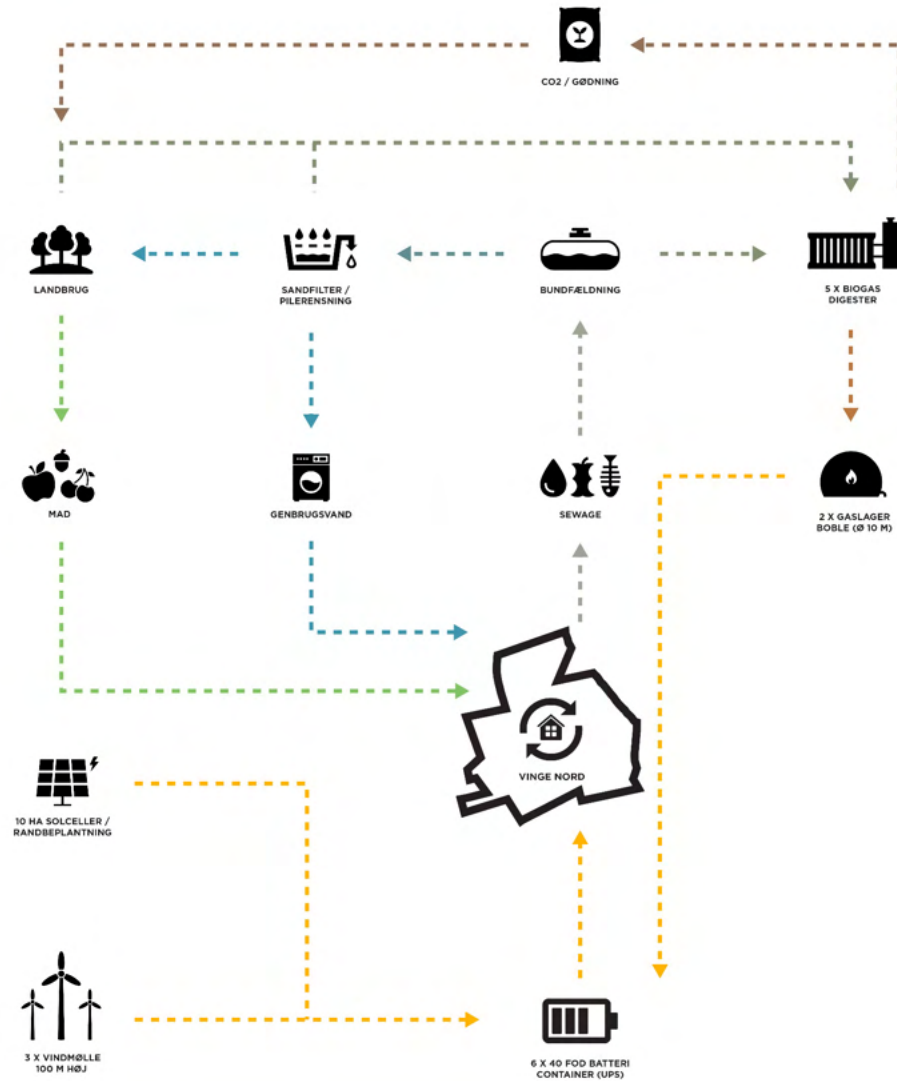 CO2 / GØDNING
LANDBRUG
SANDFILTER /
PILERENSNING
BUNDFÆLDNING
5 X BIOGAS
DIGESTER
MAD
GENBRUGSVAND
SEWAGE
2 X GASLAGER
BOBLE (Ø 10 M)
VINGE NORD
10 HA SOLCELLER /
RANDBEPLANTNING
3 X VINDMØLLE
100 M HØJ
6 X 40 FOD BATTERI
CONTAINER (UPS)